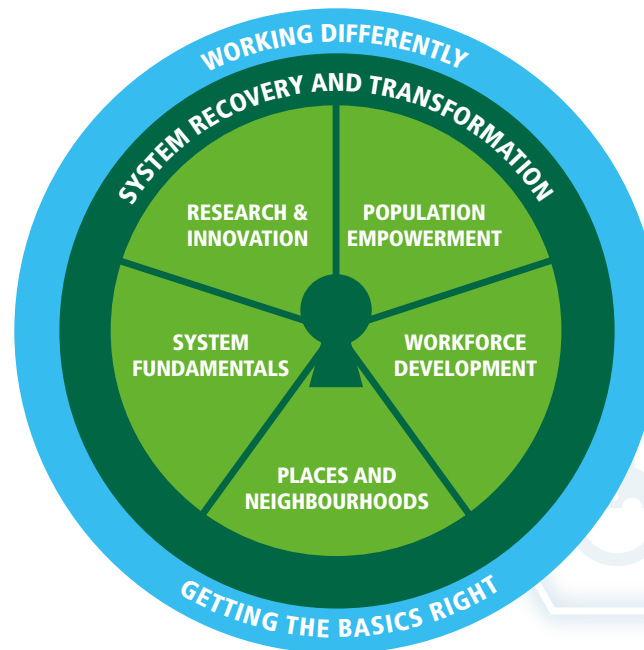 WORKING DIFFERENTLY
SYSTEM RECOVERY AND TRANSFORMATION
RESEARCH &
INNOVATION
POPULATION
EMPOWERMENT
SYSTEM
FUNDAMENTALS
WORKFORCE
DEVELOPMENT
PLACES AND
NEIGHBOURHOODS
GETTING THE BASICS RIGHT